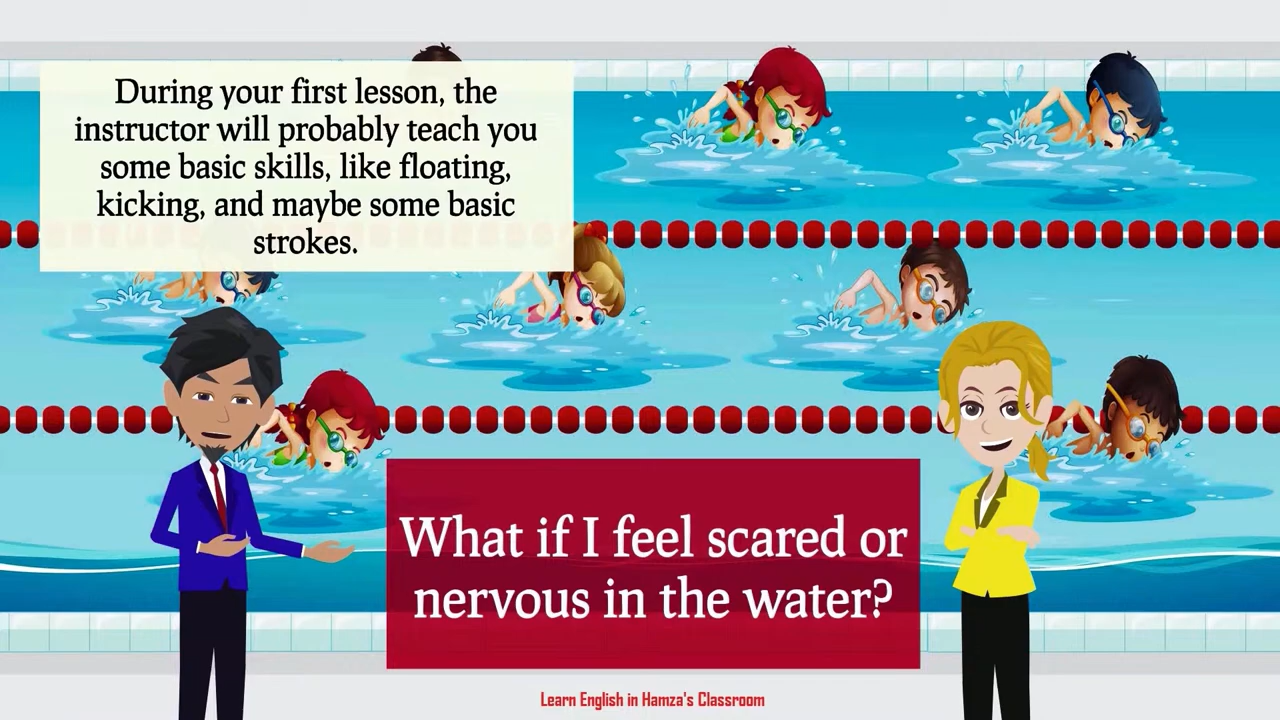 During your first lesson, the
instructor will probably teach you
some basic skills, like floating,
kicking, and maybe some basic
strokes.
What if I feel scared or
nervous in the water?
Learn English in Hamza's Classroom